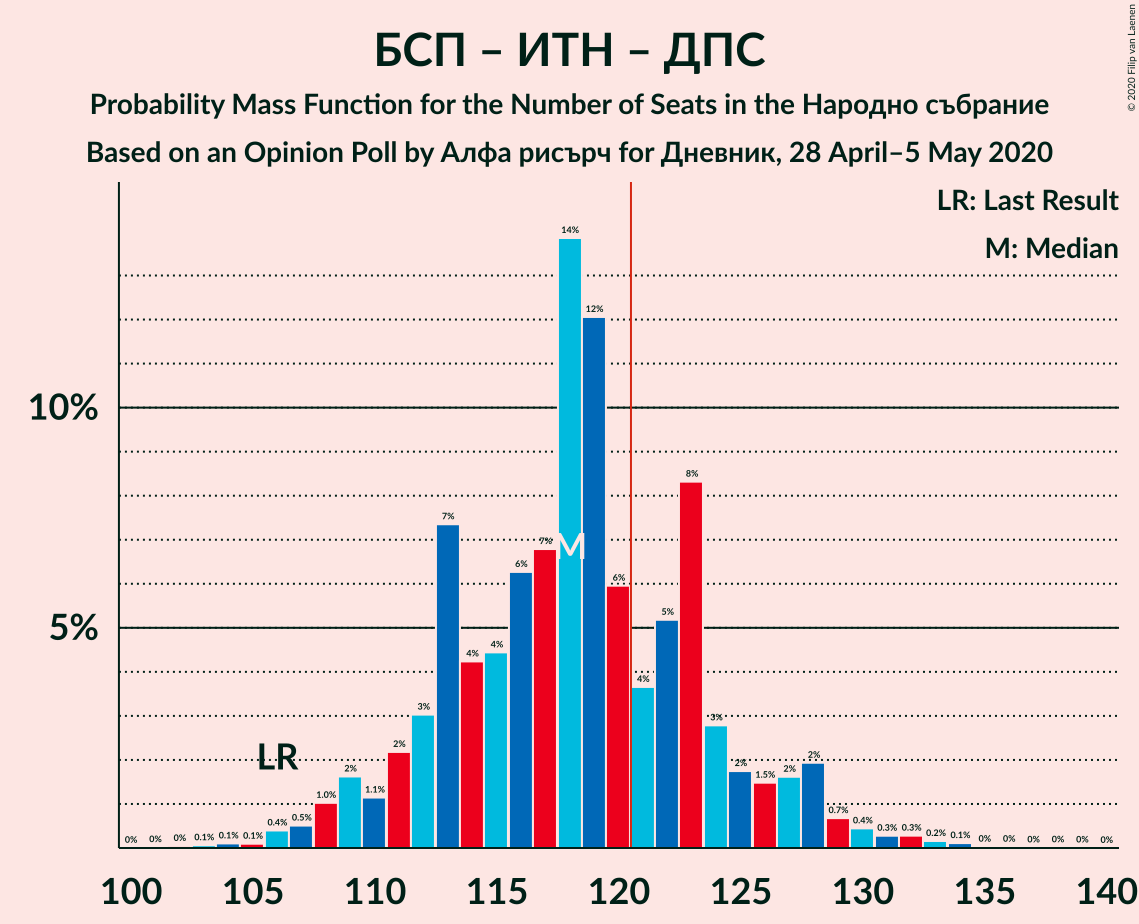 БСП – ИТН – ДПС
Probability Mass Function for the Number of Seats in the Народно събрание
Based on an Opinion Poll by Алфа рисърч for Дневник, 28 April–5 May 2020
© 2020 Filip van Laenen
LR: Last Result
M: Median
10%
5%
0% 0% 0% 0.1% 0.1% 0.1% 0.4% 0.5% 1.0% 2% 1.1% 2% 3% 7% 4% 4% 6% 7% 14% 12% 6% 4% 5% 8% 3% 2% 1.5% 2% 2% 0.7% 0.4% 0.3% 0.3% 0.2% 0.1% 0% 0% 0% 0% 0% 0%
LR
M
100 105 110 115 120 125 130 135 140